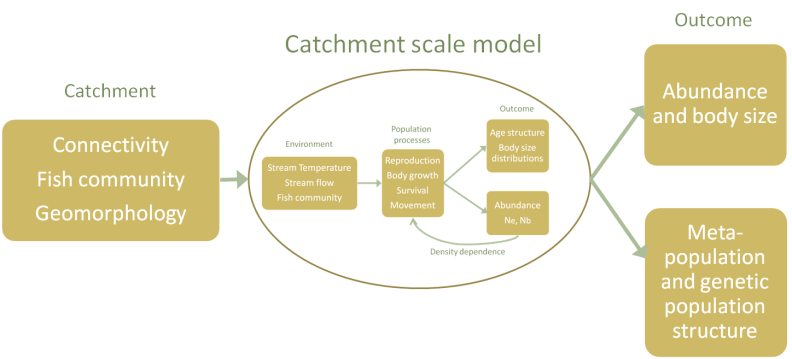 Catchment scale model
Catchment
Connectivity
Fish community
Geomorphology
Environment
Stream Temperature
Stream flow
Fish community
Population
processes
Reproduction
Body growth
Survival
Movement
Outcome
Age structure
Body size
distributions
Abundance
Ne, Nb
Density dependence
Outcome
Abundance
and body size
Meta-
population
and genetic
population
structure